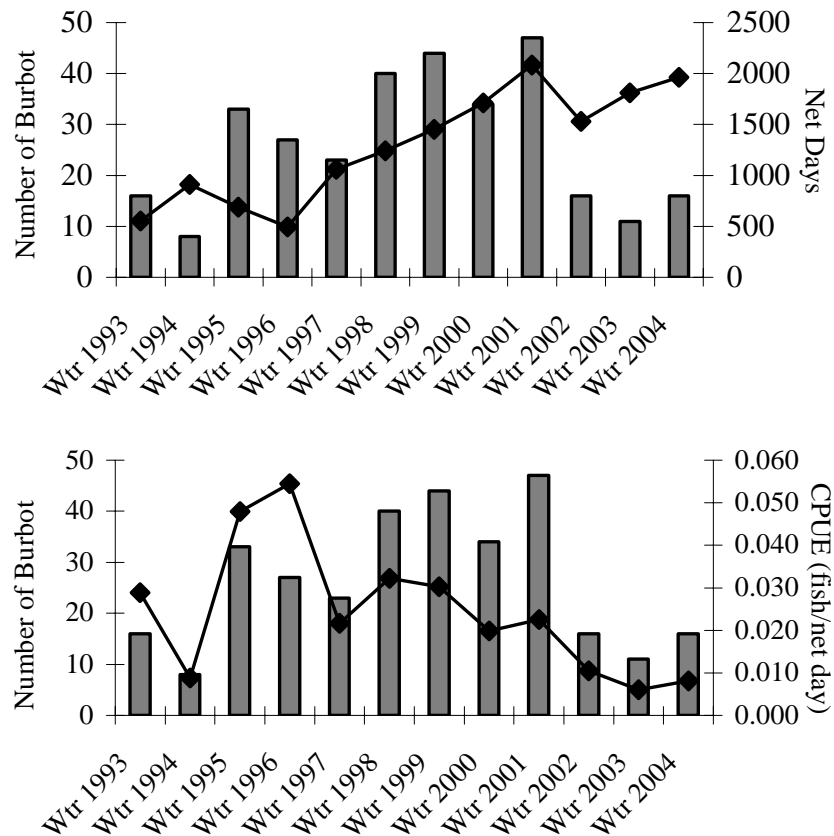 50
40
30
20
10
0
Number of Burbot
2500
2000
1500
1000
500
0
Net Days
Wtr 1993
Wtr 1994
Wtr 1995
Wtr 1996
Wtr 1997
Wtr 1998
Wtr 1999
Wtr 2000
Wtr 2001
Wtr 2002
Wtr 2003
Wtr 2004
50
40
30
20
10
0
Number of Burbot
0.060
0.050
0.040
0.030
0.020
0.010
0.000
CPUE (fish/net day)
Wtr 1993
Wtr 1994
Wtr 1995
Wtr 1996
Wtr 1997
Wtr 1998
Wtr 1999
Wtr 2000
Wtr 2001
Wtr 2002
Wtr 2003
Wtr 2004